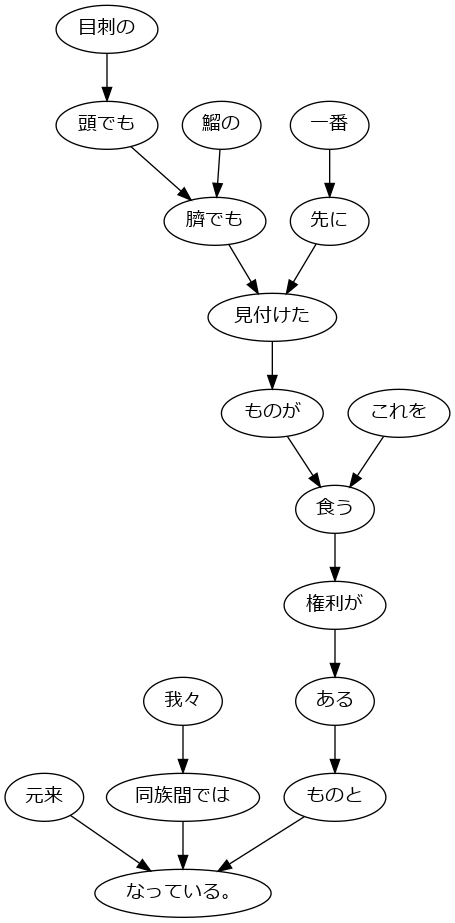 目刺の
頭でも
鰡の
一番
臍でも
先に
見付けた
ものが
これを
食う
権利が
我々
ある
元来
同族間では
ものと
なっている。